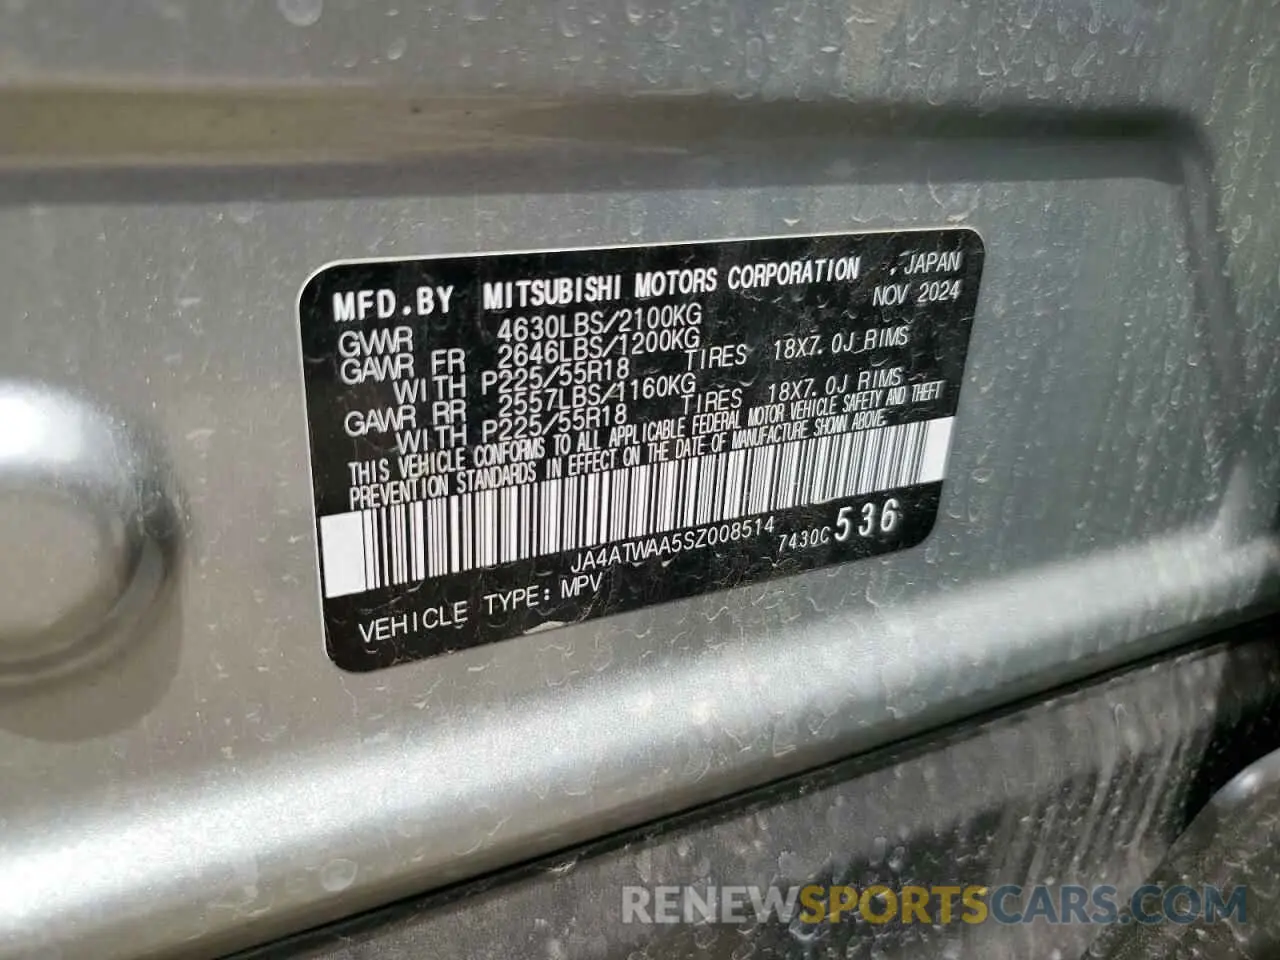 MFD.BY MITSUBISHI MOTORS CORPORATION , JAPAN
NOV 2024
GVWR 4630LBS/2100KG
GAWR FR 2646LBS/1200KG
WITH P225/55R18 TIRES 18X7.0J RIMS
GAWR RR 2557LBS/1160KG
WITH P225/55R18 TIRES 18X7.0J RIMS
THIS VEHICLE CONFORMS TO ALL APPLICABLE FEDERAL MOTOR VEHICLE SAFETY AND THEFT
PREVENTION STANDARDS IN EFFECT ON THE DATE OF MANUFACTURE SHOWN ABOVE.
JA4ATWAA5SZ008514 7430C 536
VEHICLE TYPE: MPV
RENEWSPORTSCARS.COM